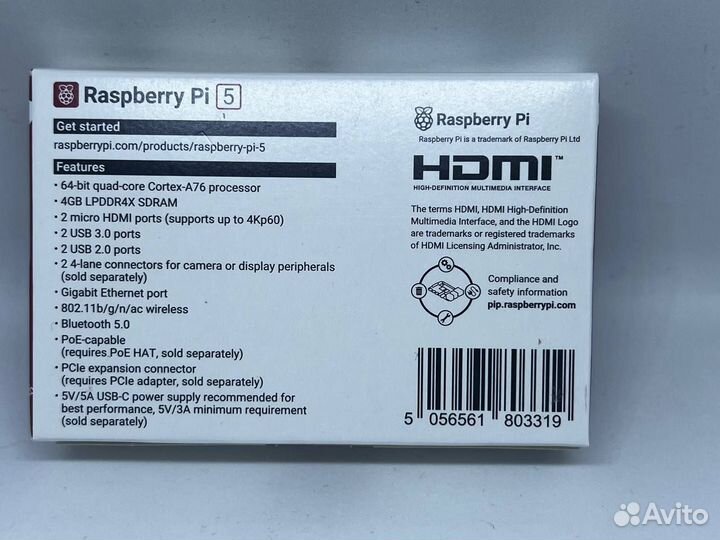 Raspberry Pi 5
Get started
raspberrypi.com/products/raspberry-pi-5
Features
• 64-bit quad-core Cortex-A76 processor
• 4GB LPDDR4X SDRAM
• 2 micro HDMI ports (supports up to 4Kp60)
• 2 USB 3.0 ports
• 2 USB 2.0 ports
• 2 4-lane connectors for camera or display peripherals
(sold separately)
• Gigabit Ethernet port
• 802.11b/g/n/ac wireless
• Bluetooth 5.0
• PoE-capable
(requires PoE HAT, sold separately)
• PCIe expansion connector
(requires PCIe adapter, sold separately)
• 5V/5A USB-C power supply recommended for
best performance, 5V/3A minimum requirement
(sold separately)
Raspberry Pi
Raspberry Pi is a trademark of Raspberry Pi Ltd
HDMI™
HIGH-DEFINITION MULTIMEDIA INTERFACE
The terms HDMI, HDMI High-Definition
Multimedia Interface, and the HDMI Logo
are trademarks or registered trademarks
of HDMI Licensing Administrator, Inc.
Compliance and
safety information
pip.raspberrypi.com
5 056561 803319
Avito